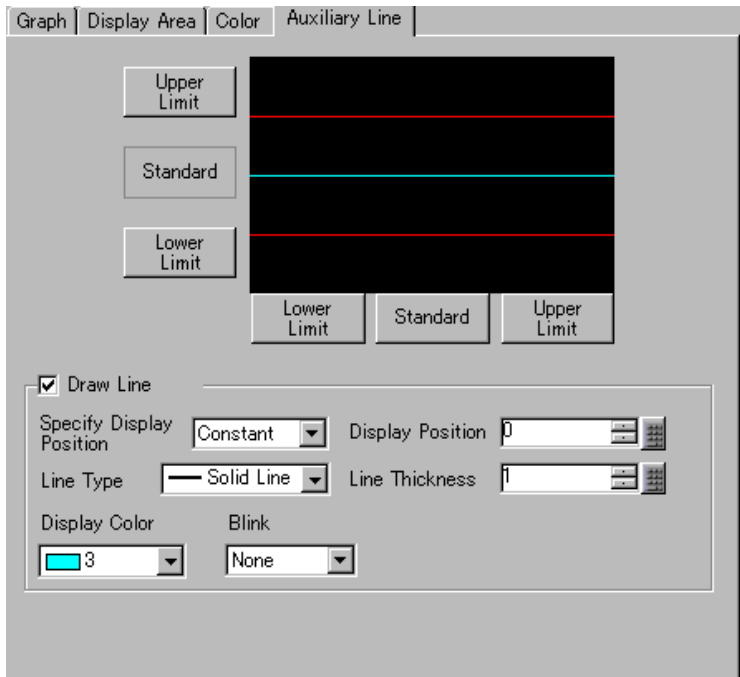 Graph Display Area Color Auxiliary Line
Upper
Limit
Standard
Lower
Limit
Lower
Limit
Standard
Upper
Limit
Draw Line
Specify Display
Position
Constant
Display Position
0
Line Type
Solid Line
Line Thickness
1
Display Color
Blink
3
None